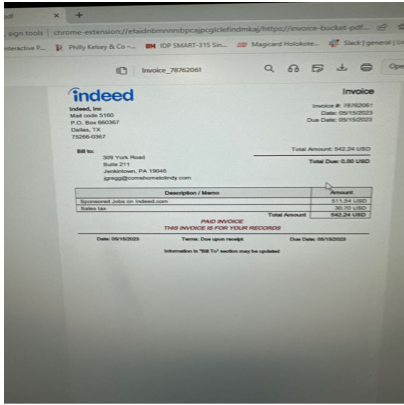 chrome-extension://efaidnbmnnnibpcajpcglclefindmkaj/https://invoice-bucket-pdf...
Philly Kelsey & Co -...
IDP SMART-31S Sin...
Magicard Holokote...
Slack | general | Lin
Invoice_78762061
Ope
indeed
Invoice
Indeed, Inc
Mail code 5160
P.O. Box 660367
Dallas, TX
75266-0367
Invoice #: 78762061
Date: 05/15/2023
Due Date: 05/15/2023
Bill to:
309 York Road
Suite 211
Jenkintown, PA 19046
Total Amount: 542.24 USD
Total Due: 0.00 USD
Description / Memo Amount
Sponsored Jobs on Indeed.com 511.54 USD
Sales tax 30.70 USD
Total Amount 542.24 USD
PAID INVOICE
THIS INVOICE IS FOR YOUR RECORDS
Date: 05/15/2023 Terms: Due upon receipt Due Date: 05/15/2023
Information in "Bill To" section may be updated